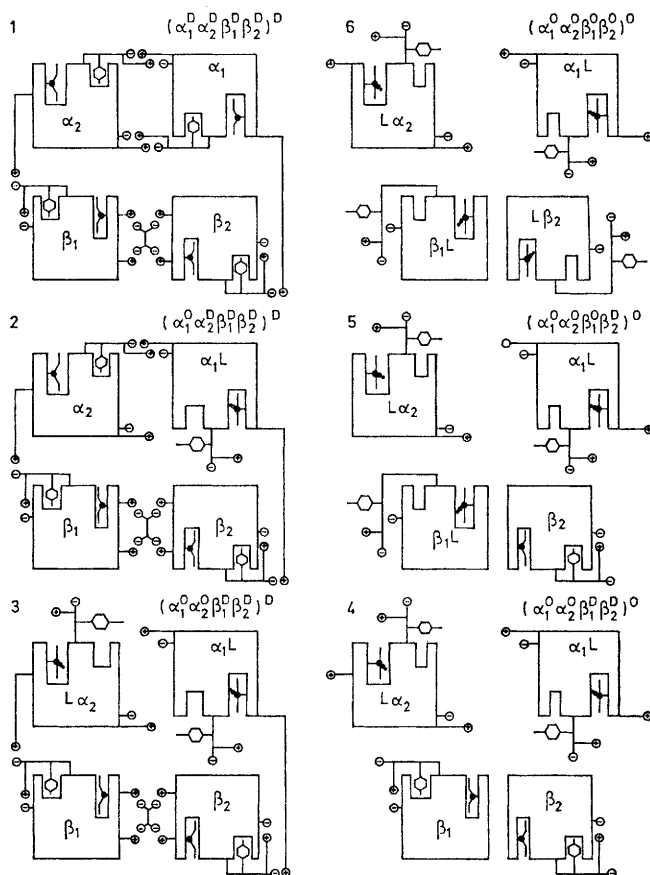 1 (α₁ᴰα₂ᴰβ₁ᴰβ₂ᴰ)ᴰ
α₂ α₁
β₁ β₂
2 (α₁ᴼα₂ᴰβ₁ᴰβ₂ᴰ)ᴰ
α₂ α₁L
β₁ β₂
3 (α₁ᴼα₂ᴼβ₁ᴰβ₂ᴰ)ᴰ
Lα₂ α₁L
β₁ β₂
6 (α₁ᴼα₂ᴼβ₁ᴼβ₂ᴼ)ᴼ
Lα₂ α₁L
β₁L Lβ₂
5 (α₁ᴼα₂ᴼβ₁ᴼβ₂ᴰ)ᴼ
Lα₂ α₁L
β₁L β₂
4 (α₁ᴼα₂ᴼβ₁ᴰβ₂ᴰ)ᴼ
Lα₂ α₁L
β₁ β₂